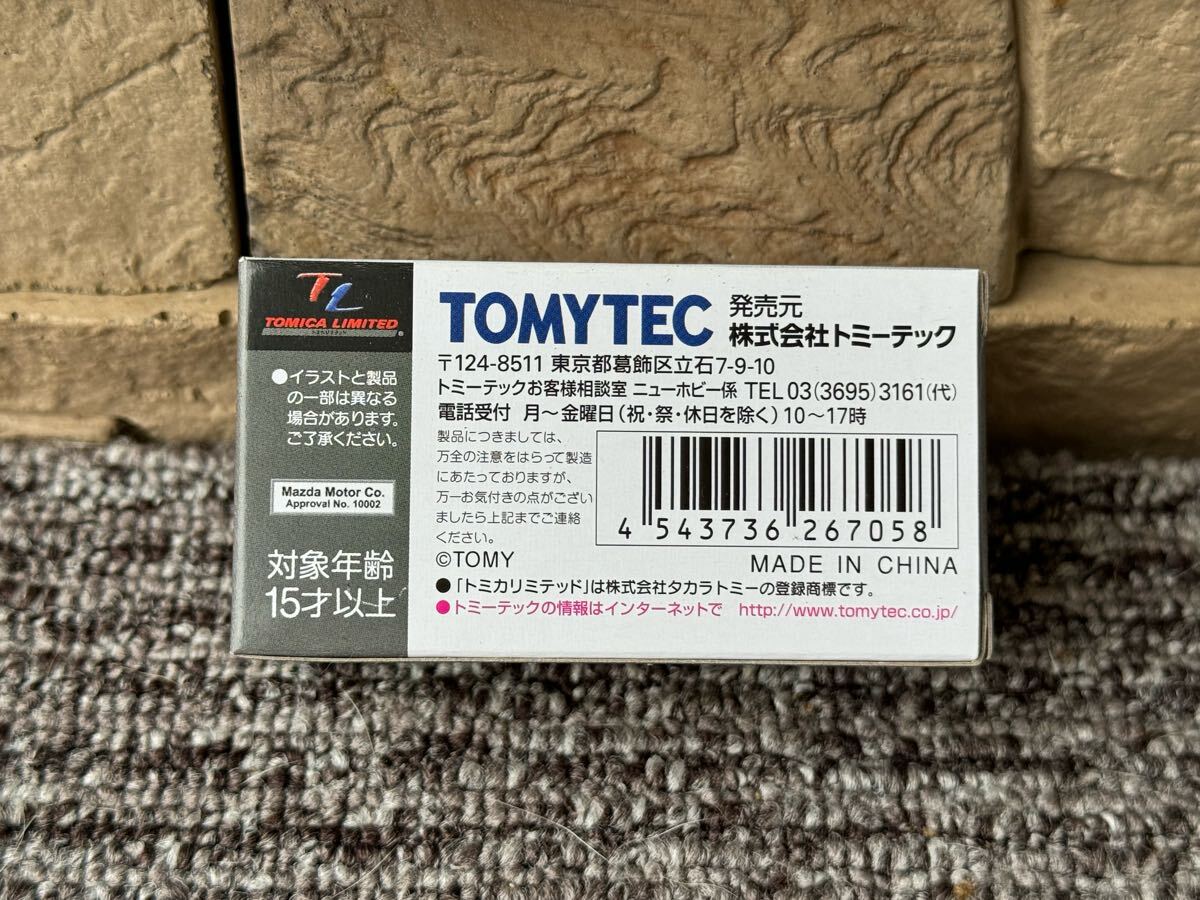 TL
TOMICA LIMITED
●イラストと製品
の一部は異なる
場合があります。
ご了承ください。
Mazda Motor Co.
Approval No. 10002
対象年齢
15才以上
TOMYTEC
発売元
株式会社トミーテック
〒124-8511 東京都葛飾区立石7-9-10
トミーテックお客様相談室 ニューホビー係 TEL 03(3695)3161(代)
電話受付 月～金曜日(祝・祭・休日を除く)10～17時
製品につきましては、
万全の注意をはらって製造
にあたっておりますが、
万一お気付きの点がござい
ましたら上記までご連絡
ください。
4 543736 267058
©TOMY
MADE IN CHINA
●「トミカリミテッド」は株式会社タカラトミーの登録商標です。
●トミーテックの情報はインターネットで http://www.tomytec.co.jp/